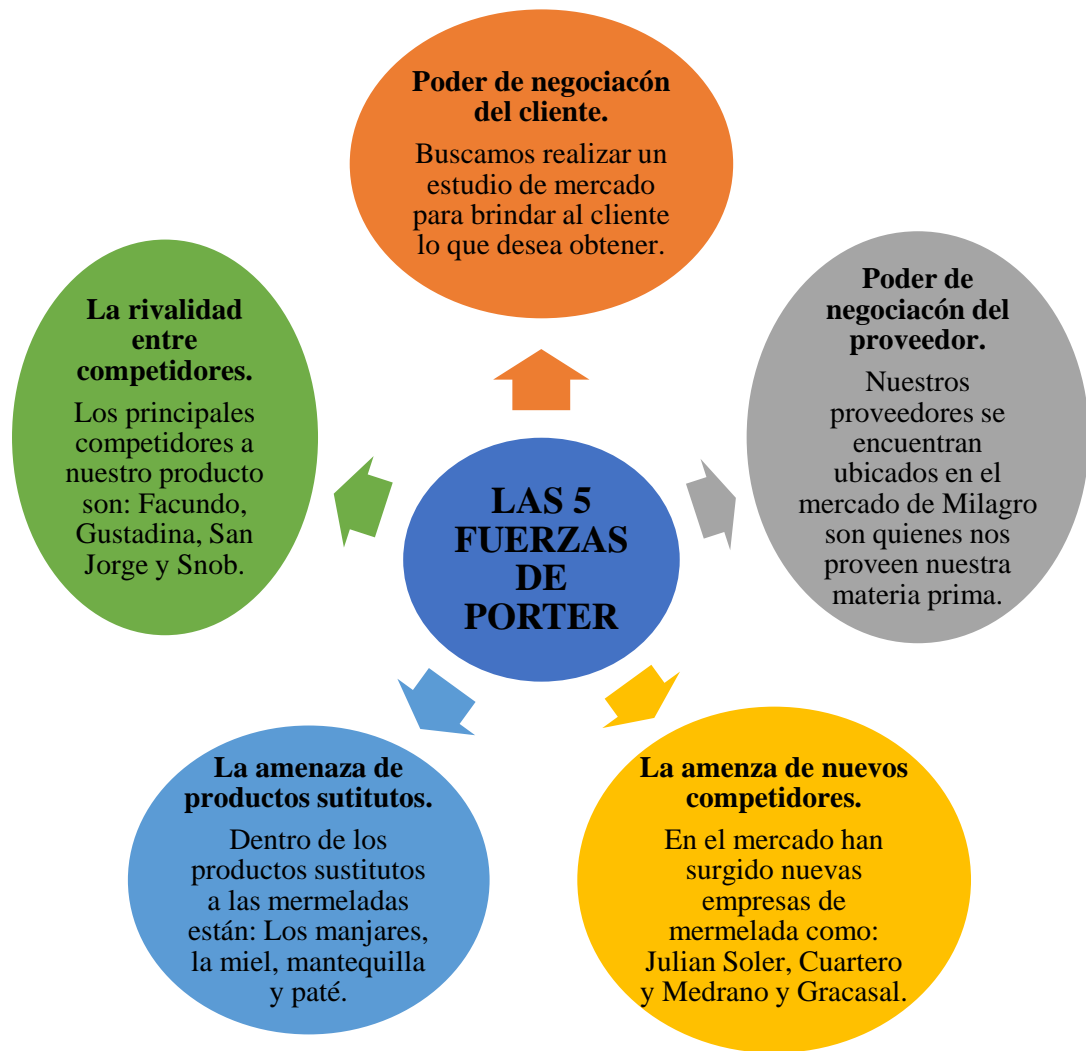 Poder de negociacón
del cliente.
Buscamos realizar un
estudio de mercado
para brindar al cliente
lo que desea obtener.
Poder de
negociacón del
proveedor.
Nuestros
proveedores se
encuentran
ubicados en el
mercado de Milagro
son quienes nos
proveen nuestra
materia prima.
La rivalidad
entre
competidores.
Los principales
competidores a
nuestro producto
son: Facundo,
Gustadina, San
Jorge y Snob.
LAS 5
FUERZAS
DE
PORTER
La amenaza de
productos sutitutos.
Dentro de los
productos sustitutos
a las mermeladas
están: Los manjares,
la miel, mantequilla
y paté.
La amenza de nuevos
competidores.
En el mercado han
surgido nuevas
empresas de
mermelada como:
Julian Soler, Cuartero
y Medrano y Gracasal.